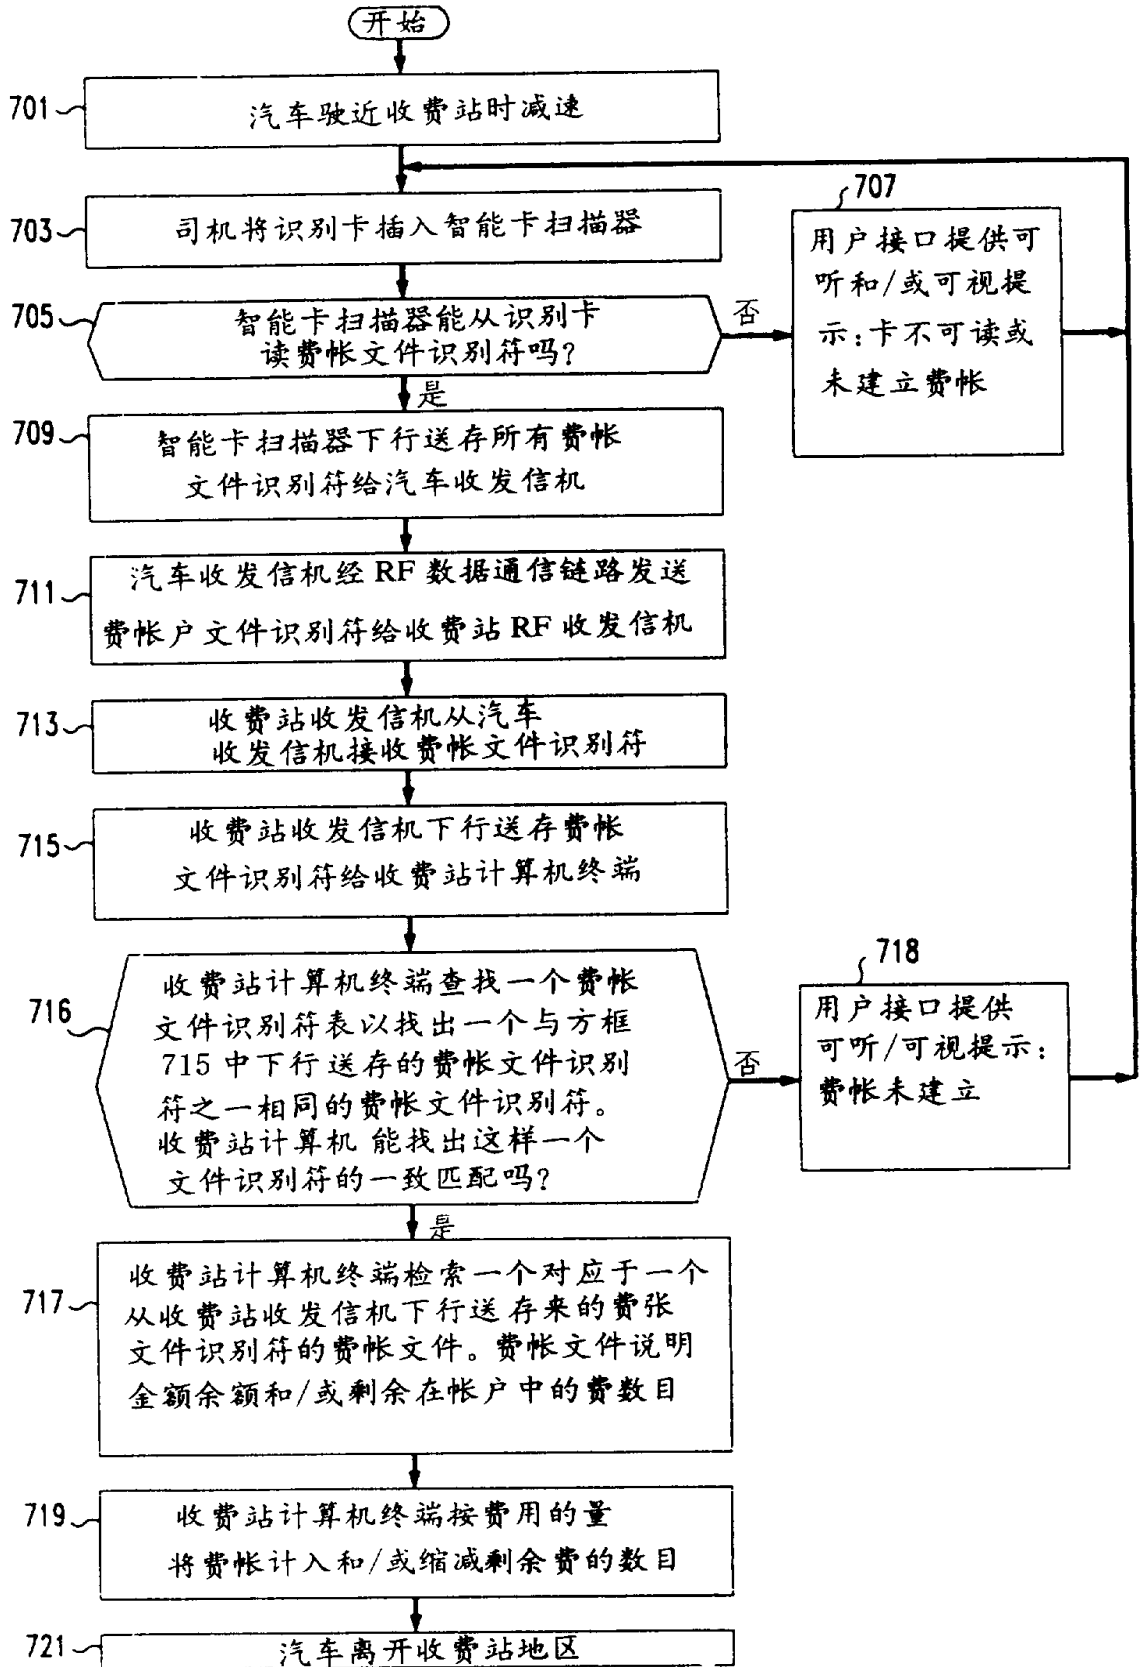 开始
701
汽车驶近收费站时减速
703
司机将识别卡插入智能卡扫描器
705
智能卡扫描器能从识别卡
读费帐文件识别符吗?
否
707
用户接口提供可
听和/或可视提
示:卡不可读或
未建立费帐
是
709
智能卡扫描器下行送存所有费帐
文件识别符给汽车收发信机
711
汽车收发信机经RF数据通信链路发送
费帐户文件识别符给收费站RF收发信机
713
收费站收发信机从汽车
收发信机接收费帐文件识别符
715
收费站收发信机下行送存费帐
文件识别符给收费站计算机终端
716
收费站计算机终端查找一个费帐
文件识别符表以找出一个与方框
715中下行送存的费帐文件识别
符之一相同的费帐文件识别符。
收费站计算机 能找出这样一个
文件识别符的一致匹配吗?
否
718
用户接口提供
可听/可视提示:
费帐未建立
是
717
收费站计算机终端检索一个对应于一个
从收费站收发信机下行送存来的费张
文件识别符的费帐文件。费帐文件说明
金额余额和/或剩余在帐户中的费数目
719
收费站计算机终端按费用的量
将费帐计入和/或缩减剩余费的数目
721
汽车离开收费站地区